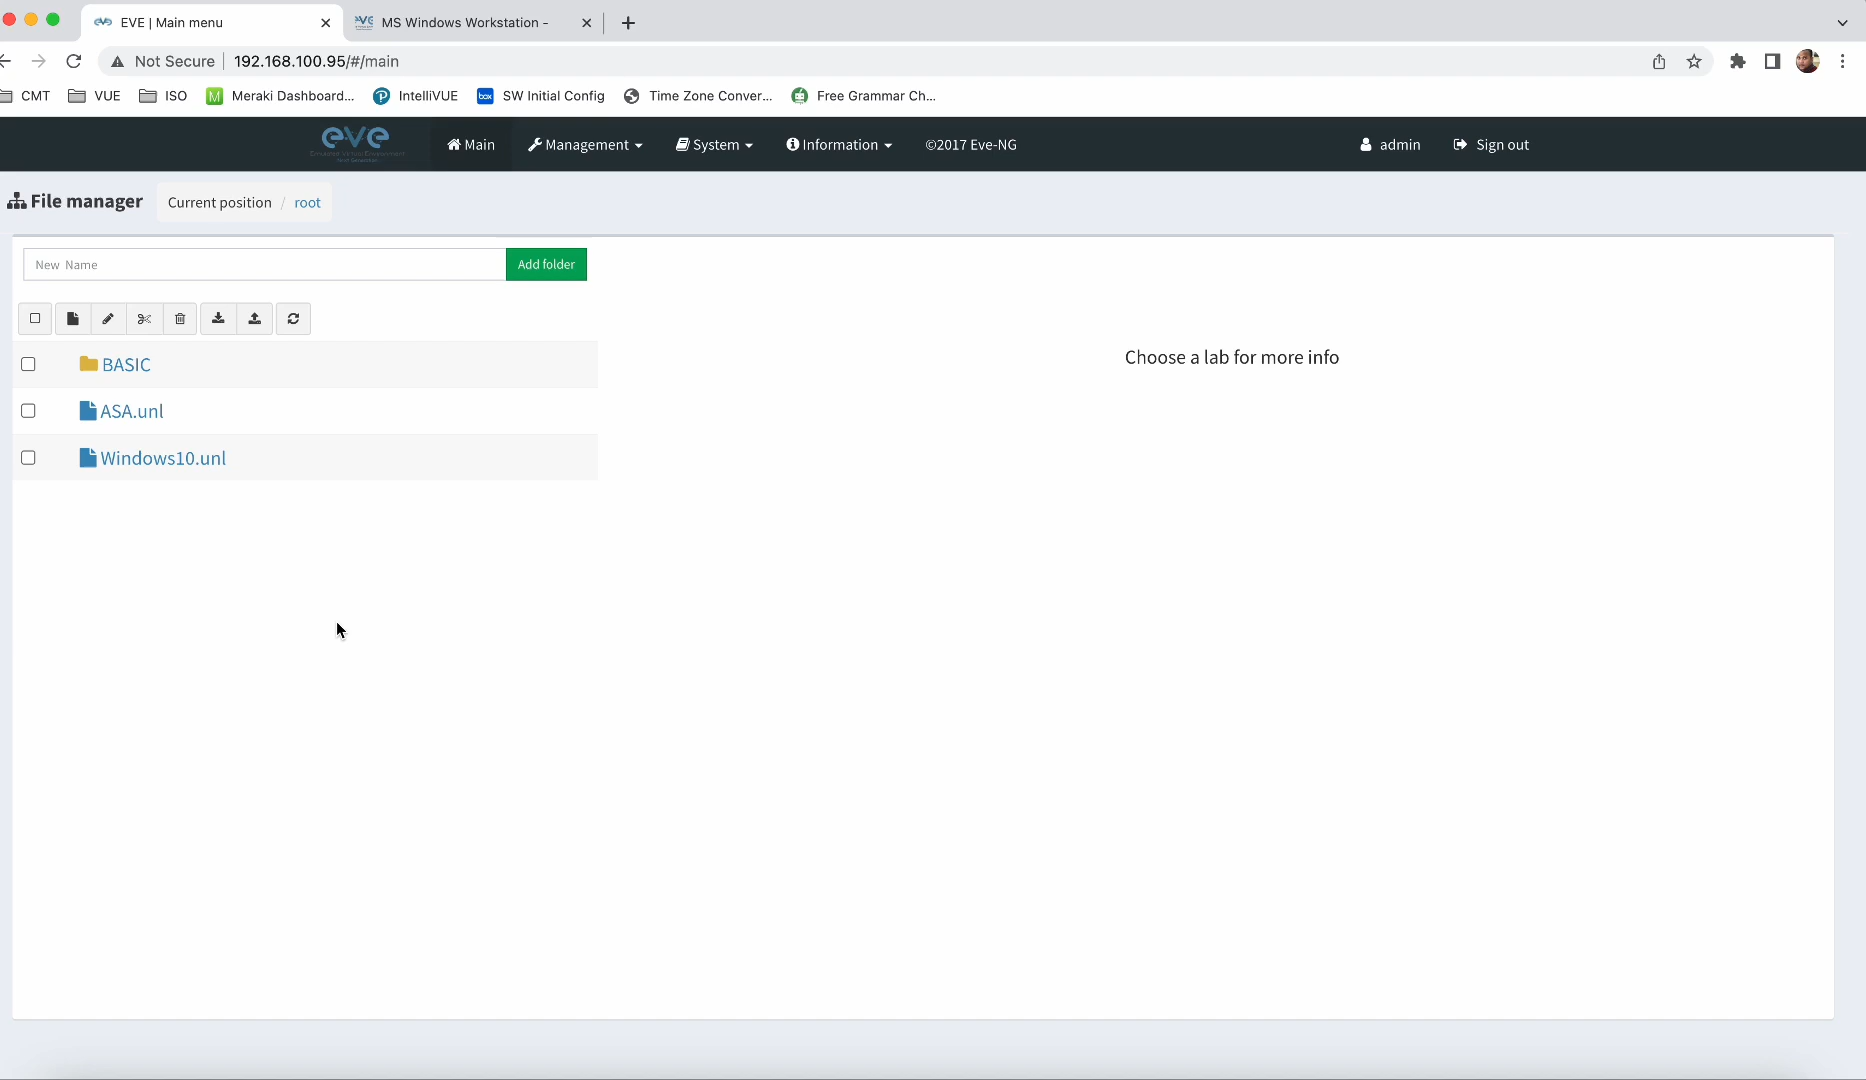 EVE | Main menu
MS Windows Workstation -
Not Secure
192.168.100.95/#/main
CMT
VUE
ISO
M
Meraki Dashboard...
IntelliVUE
box
SW Initial Config
Time Zone Conver...
Free Grammar Ch...
eve
Main
Management
System
Information
©2017 Eve-NG
admin
Sign out
File manager
Current position / root
New Name
Add folder
BASIC
ASA.unl
Windows10.unl
Choose a lab for more info